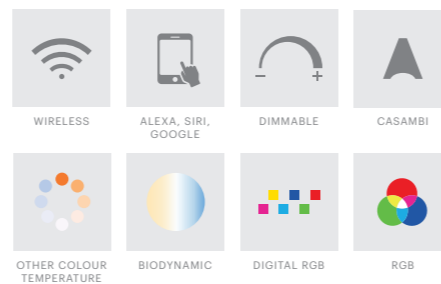 WIRELESS
ALEXA, SIRI,
GOOGLE
DIMMABLE
CASAMBI
OTHER COLOUR
TEMPERATURE
BIODYNAMIC
DIGITAL RGB
RGB